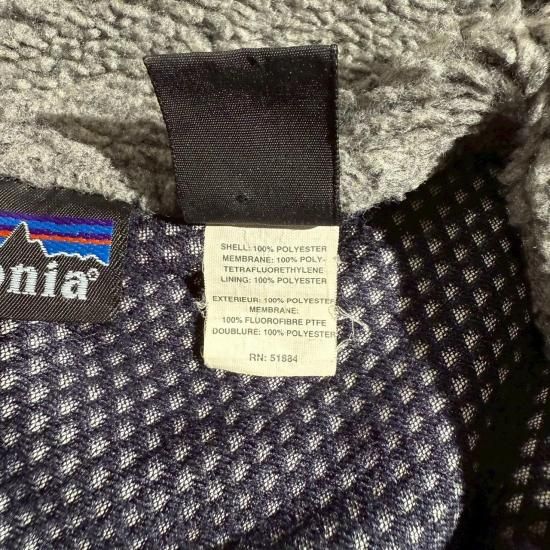 onia®
SHELL: 100% POLYESTER
MEMBRANE: 100% POLY-
TETRAFLUORETHYLENE
LINING: 100% POLYESTER
EXTERIEUR: 100% POLYESTER
MEMBRANE:
100% FLUOROFIBRE PTFE
DOUBLURE: 100% POLYESTER
RN: 51884